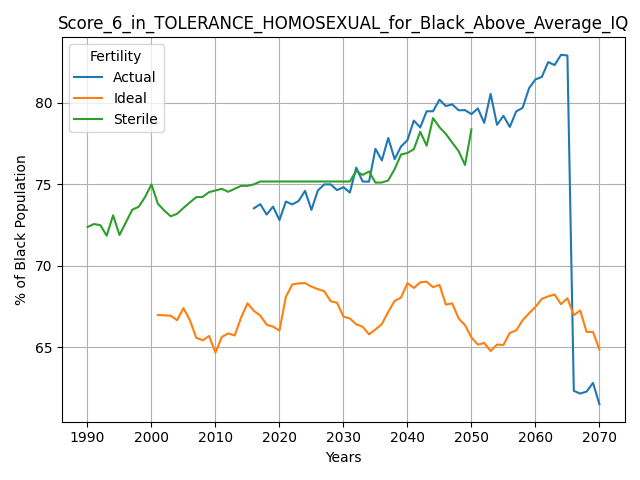 Score_6_in_TOLERANCE_HOMOSEXUAL_for_Black_Above_Average_IQ
Fertility
Actual
Ideal
Sterile
% of Black Population
80
75
70
65
1990 2000 2010 2020 2030 2040 2050 2060 2070
Years